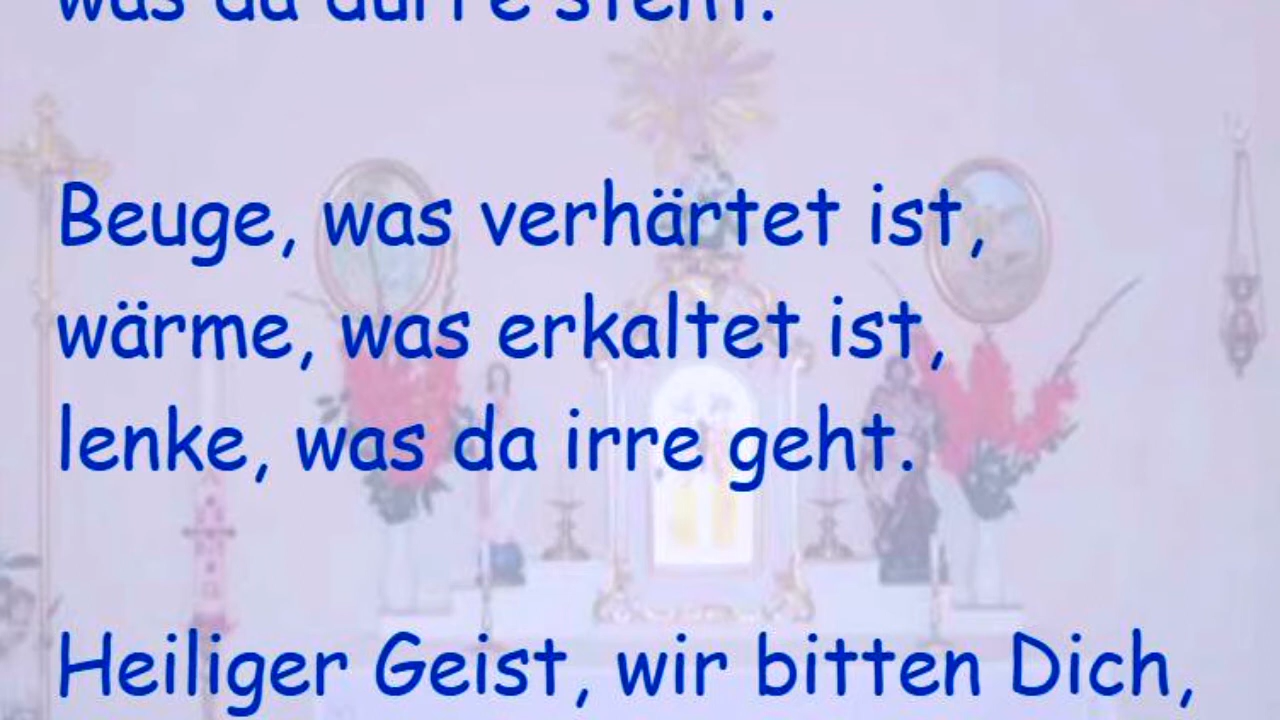 was da dürre steht.
Beuge, was verhärtet ist,
wärme, was erkaltet ist,
lenke, was da irre geht.
Heiliger Geist, wir bitten Dich,